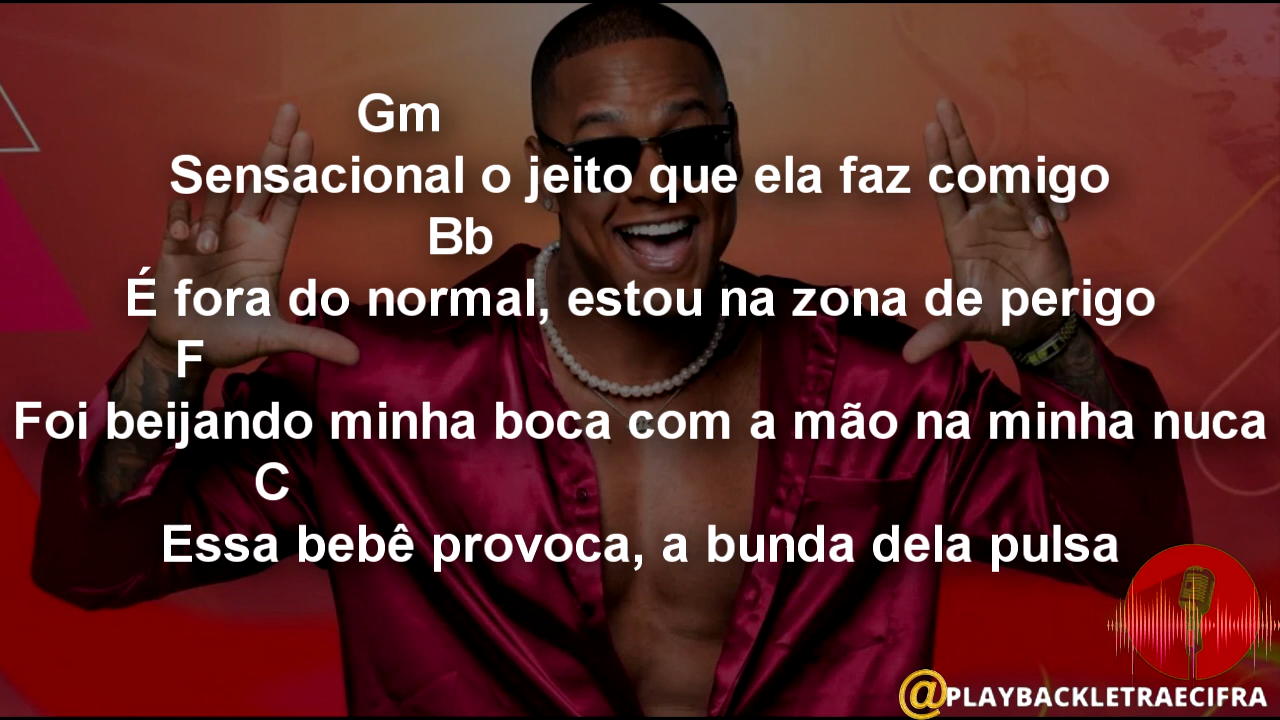 Gm
Sensacional o jeito que ela faz comigo
Bb
É fora do normal, estou na zona de perigo
F
Foi beijando minha boca com a mão na minha nuca
C
Essa bebê provoca, a bunda dela pulsa
@PLAYBACKLETRAECIFRA